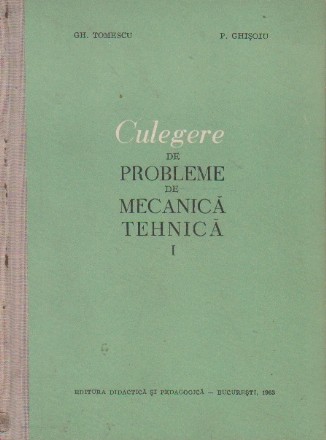 GH. TOMESCU P. GHIȘOIU
Culegere
DE
PROBLEME
DE
MECANICĂ
TEHNICĂ
I
EDITURA DIDACTICĂ ȘI PEDAGOGICĂ — BUCUREȘTI, 1965